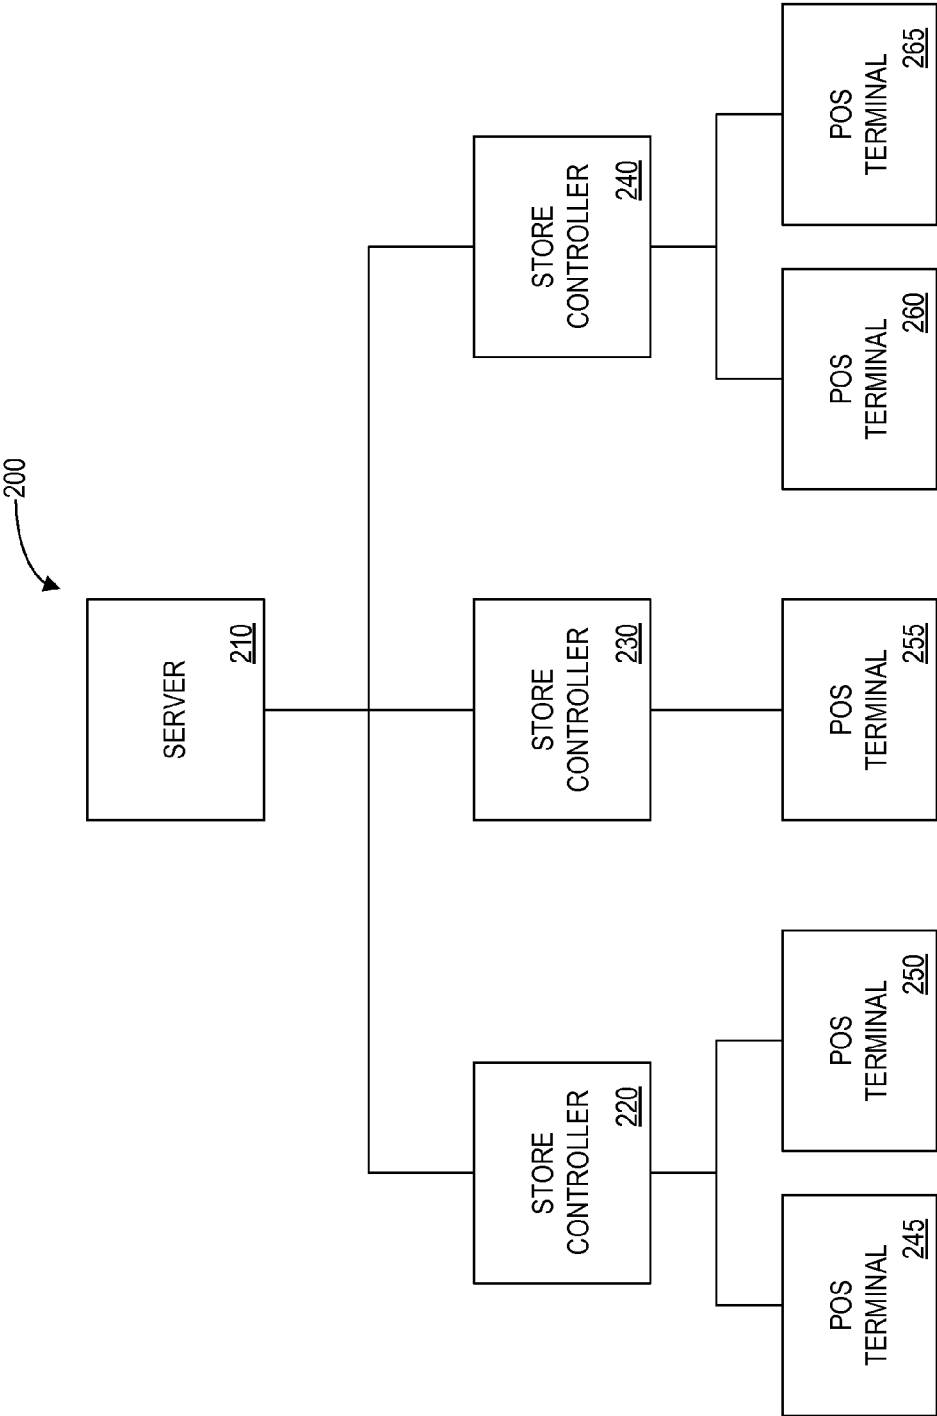 200
SERVER
210
STORE
CONTROLLER
220
STORE
CONTROLLER
230
STORE
CONTROLLER
240
POS
TERMINAL
245
POS
TERMINAL
250
POS
TERMINAL
255
POS
TERMINAL
260
POS
TERMINAL
265